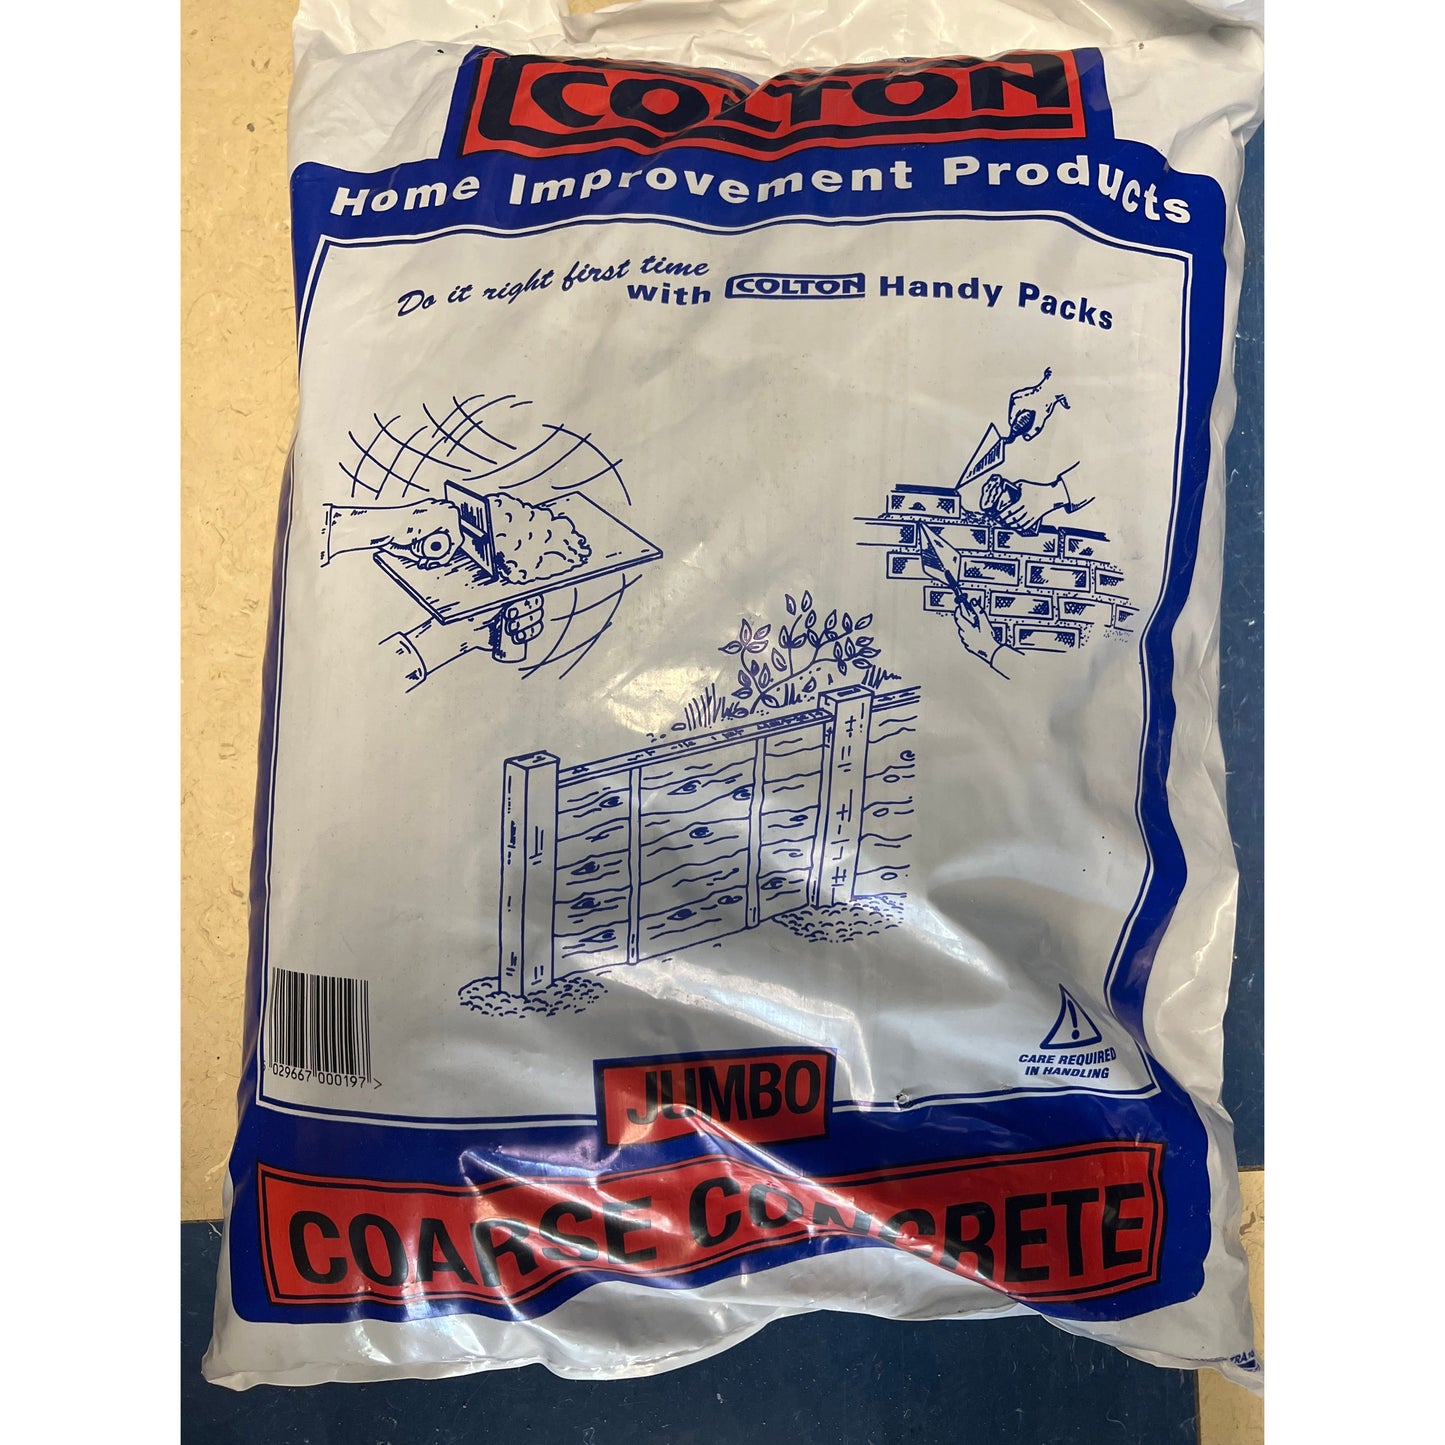 COLTON
Home Improvement Products
Do it right first time
with COLTON Handy Packs
CARE REQUIRED
IN HANDLING
029667 000197 >
JUMBO
COARSE CONCRETE